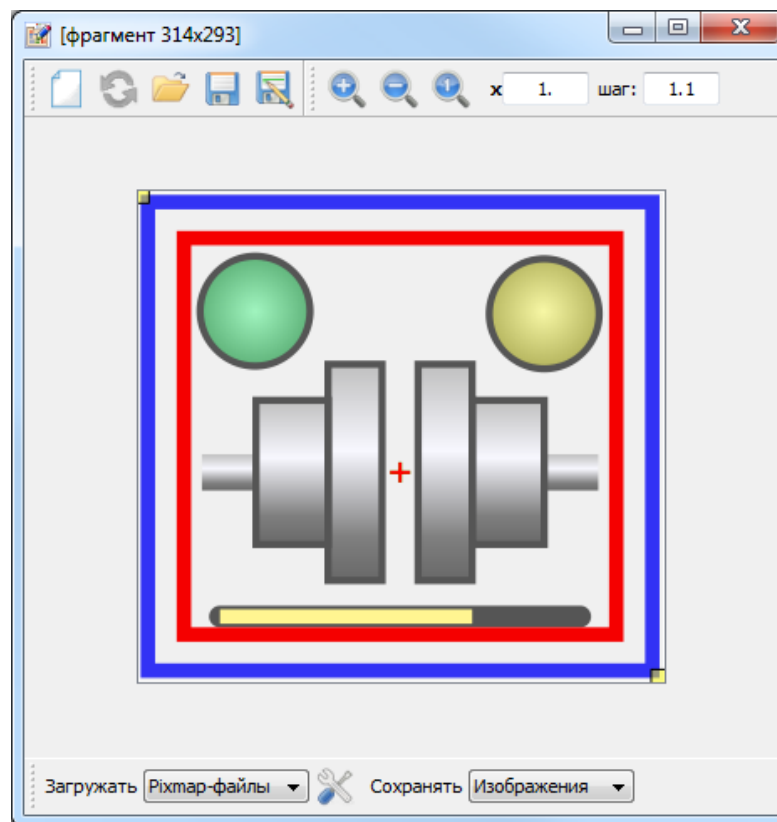 [фрагмент 314x293]
x 1. шаг: 1.1
Загружать Pixmap-файлы Сохранять Изображения